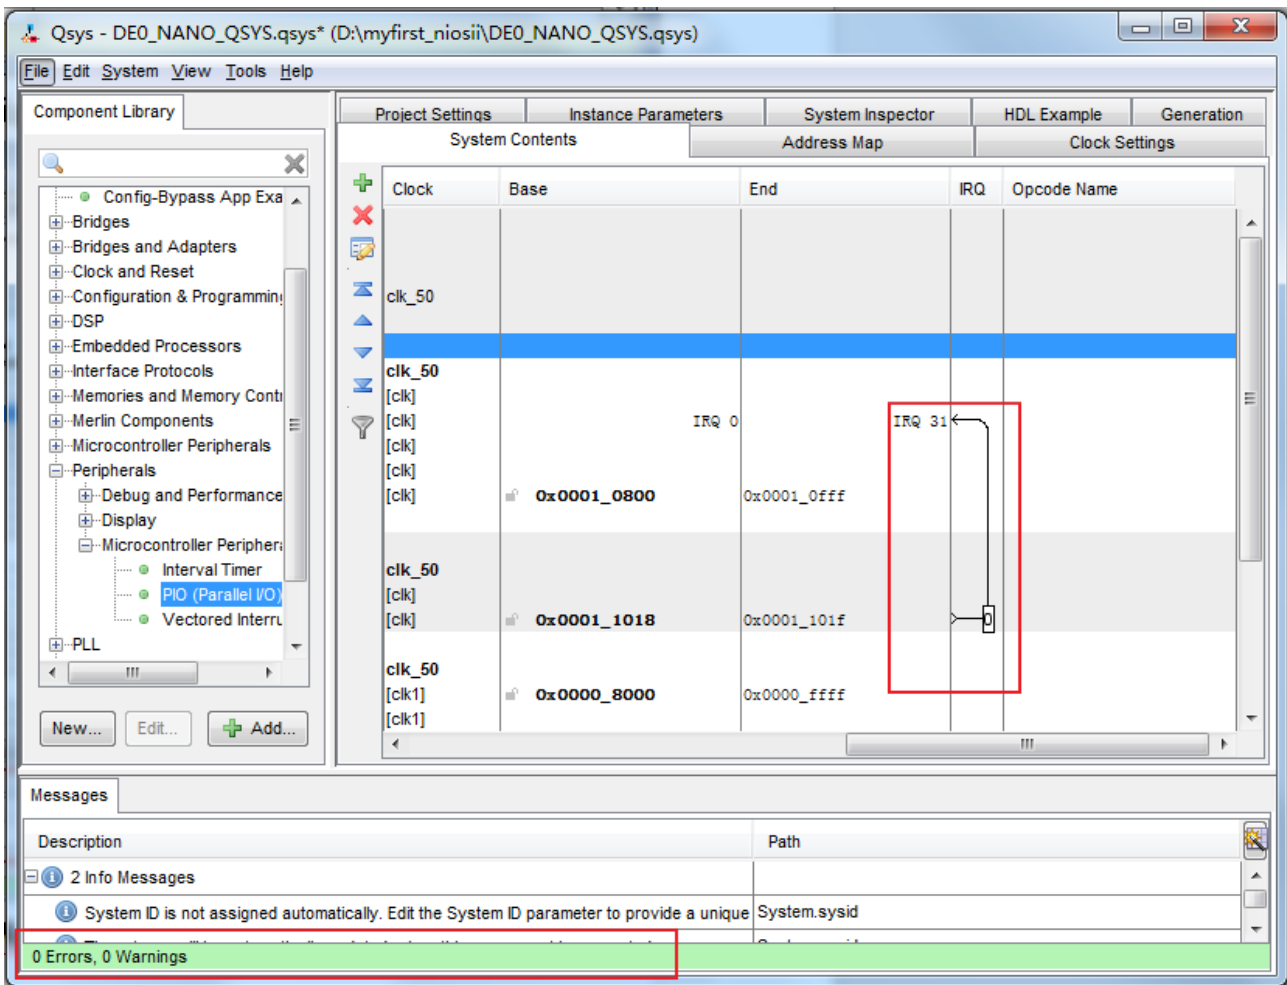 Qsys - DE0_NANO_QSYS.qsys* (D:\myfirst_niosii\DE0_NANO_QSYS.qsys)
File Edit System View Tools Help
Component Library
Config-Bypass App Exa
Bridges
Bridges and Adapters
Clock and Reset
Configuration & Programming
DSP
Embedded Processors
Interface Protocols
Memories and Memory Cont
Merlin Components
Microcontroller Peripherals
Peripherals
Debug and Performance
Display
Microcontroller Periphera
Interval Timer
PIO (Parallel I/O)
Vectored Interru
PLL
New... Edit... Add...
Project Settings Instance Parameters System Inspector HDL Example Generation
System Contents Address Map Clock Settings
Clock Base End IRQ Opcode Name
clk_50
clk_50
[clk]
[clk] IRQ 0 IRQ 31
[clk]
[clk]
[clk] 0x0001_0800 0x0001_0fff
clk_50
[clk]
[clk] 0x0001_1018 0x0001_101f 0
clk_50
[clk1] 0x0000_8000 0x0000_ffff
[clk1]
Messages
Description Path
2 Info Messages
System ID is not assigned automatically. Edit the System ID parameter to provide a unique System.sysid
0 Errors, 0 Warnings